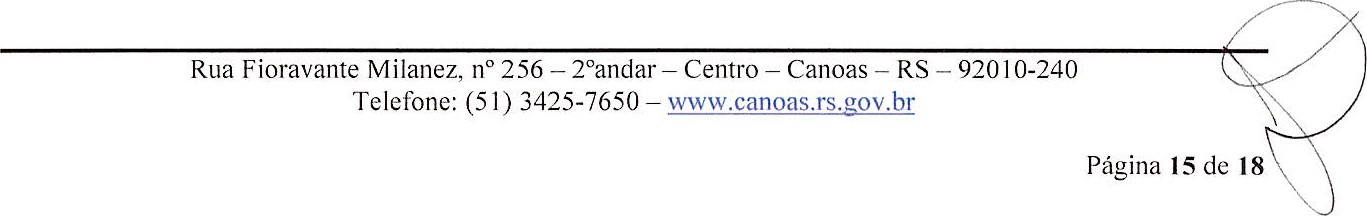 Rua Fioravante Milanez, nº 256 – 2ºandar – Centro – Canoas – RS – 92010-240
Telefone: (51) 3425-7650 – www.canoas.rs.gov.br
Página 15 de 18